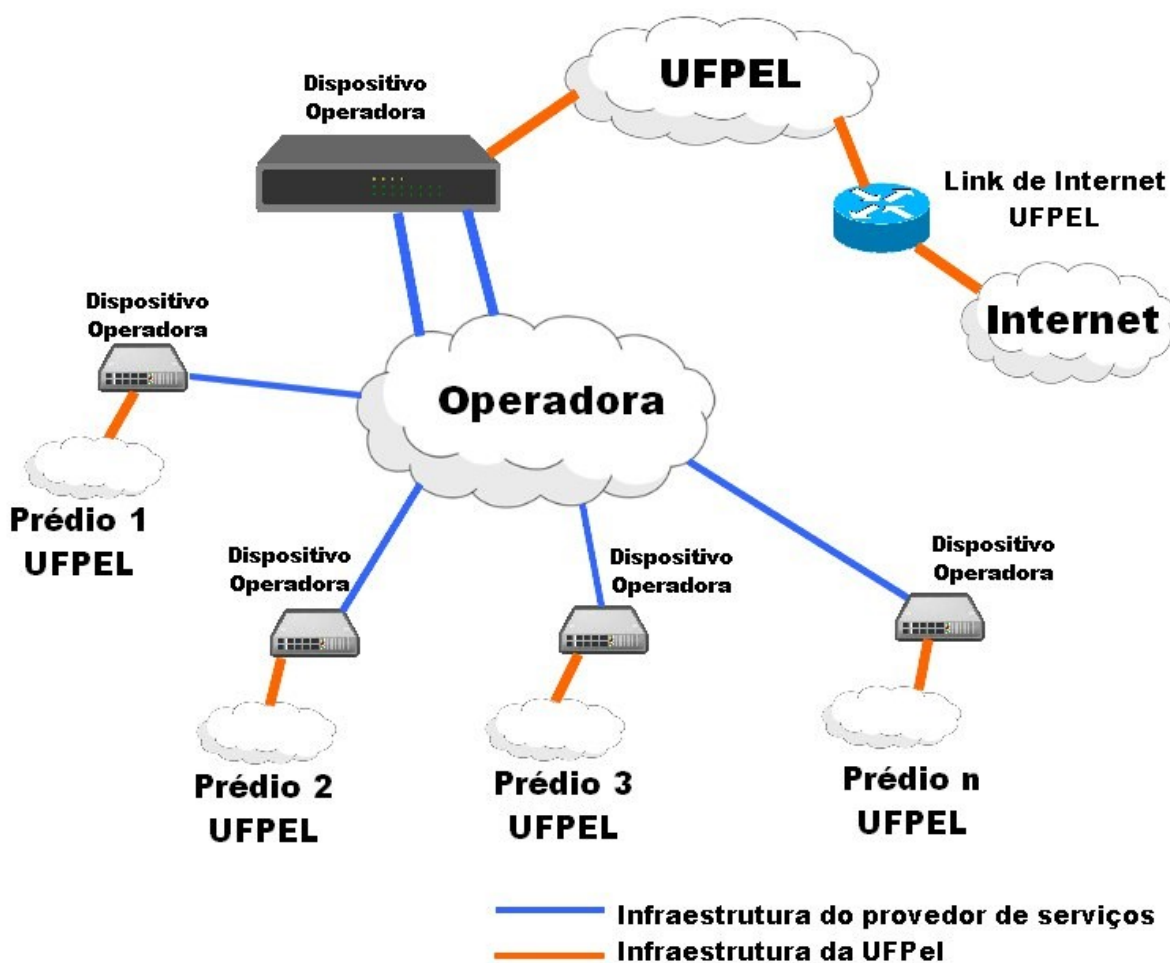 UFPEL
Dispositivo
Operadora
Link de Internet
UFPEL
Internet
Dispositivo
Operadora
Operadora
Prédio 1
UFPEL
Dispositivo
Operadora
Dispositivo
Operadora
Dispositivo
Operadora
Prédio 2
UFPEL
Prédio 3
UFPEL
Prédio n
UFPEL
Infraestrutura do provedor de serviços
Infraestrutura da UFPel